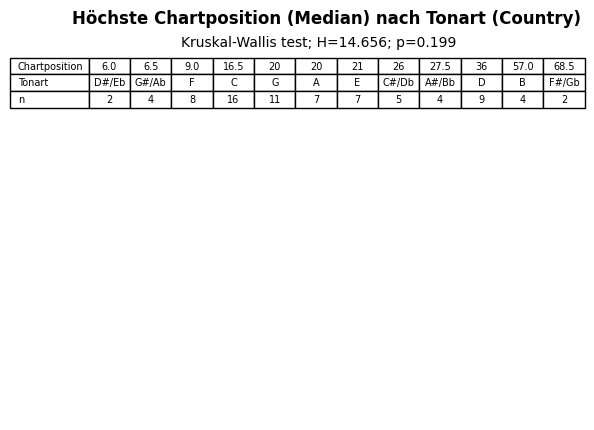 Höchste Chartposition (Median) nach Tonart (Country)
Kruskal-Wallis test; H=14.656; p=0.199
Chartposition 6.0 6.5 9.0 16.5 20 20 21 26 27.5 36 57.0 68.5
Tonart D#/Eb G#/Ab F C G A E C#/Db A#/Bb D B F#/Gb
n 2 4 8 16 11 7 7 5 4 9 4 2